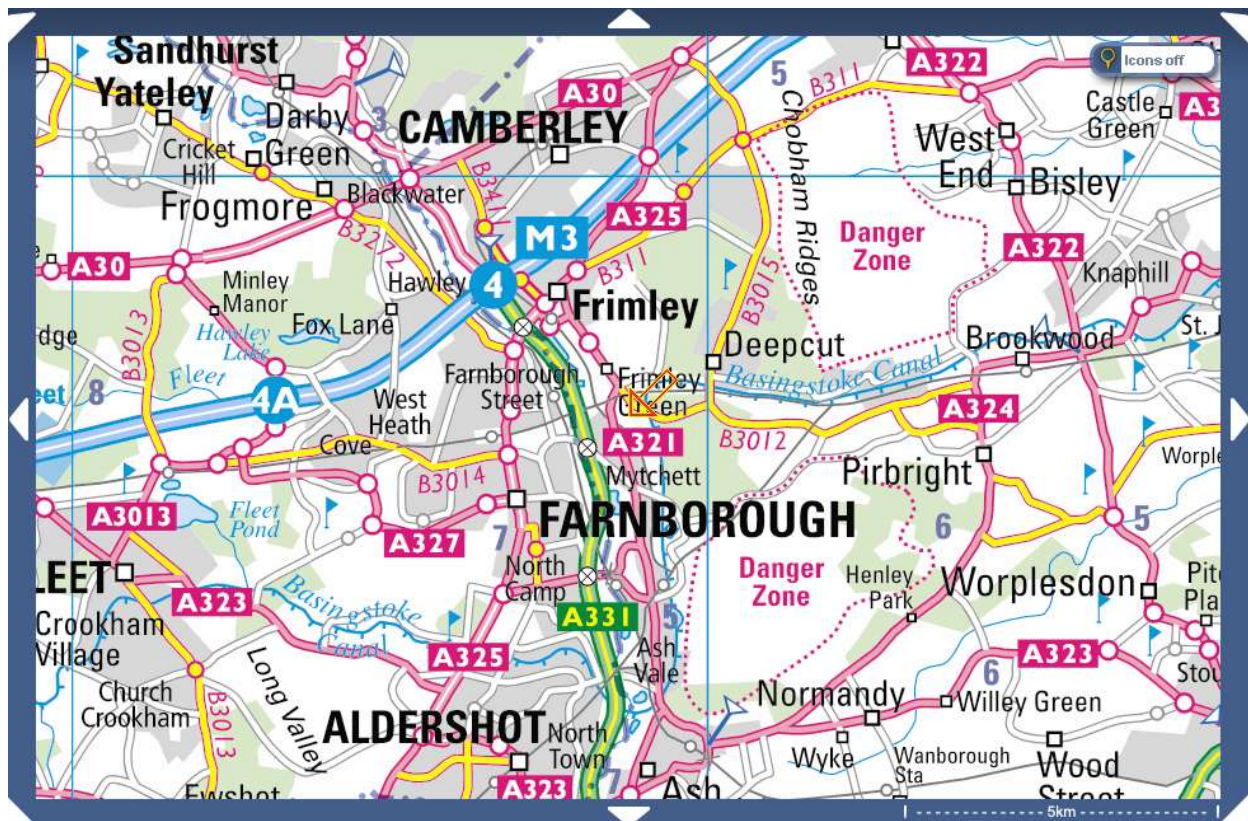 Sandhurst
A322
5
B311
Icons off
Yateley
A30
Castle
Green
Darby
Green
3
CAMBERLEY
Chobham Ridges
West
End
Cricket
Hill
Blackwater
B3411
Bisley
Frogmore
A325
B3272
M3
Danger
Zone
A322
A30
Minley
Manor
Hawley
4
B311
B3015
Knaphill
Frimley
B3013
Hawley
Lake
Fox Lane
Deepcut
Brookwood
St. J
dge
Fleet
Farnborough
Street
Frimley
Green
Basingstoke Canal
eet
8
4A
West
Heath
A324
Cove
A321
B3012
B3014
Mytchett
Pirbright
Worple
A3013
Fleet
Pond
A327
7
FARNBOROUGH
6
5
LEET
North
Camp
Danger
Zone
Henley
Park
Worplesdon
Pit
Pla
A323
Basingstoke
Canal
A331
5
Crookham
Village
A325
Ash
Vale
A323
6
Stou
Church
Crookham
B3013
Long Valley
Normandy
Willey Green
ALDERSHOT
North
Town
Wyke
Wanborough
Sta
Wood
Street
Ewshot
A323
7
Ash
5km